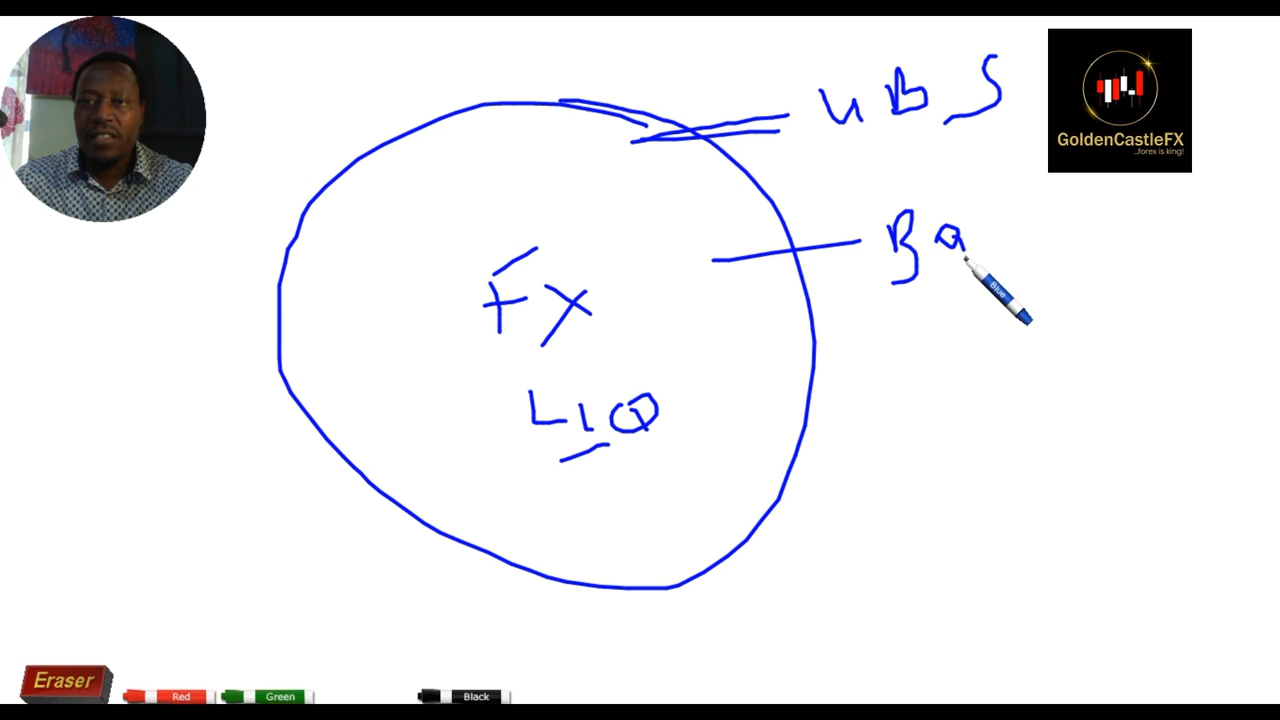 UBS
GoldenCastleFX
...forex is king!
Ba
Blue
FX
LIQ
Eraser
Red
Green
Black